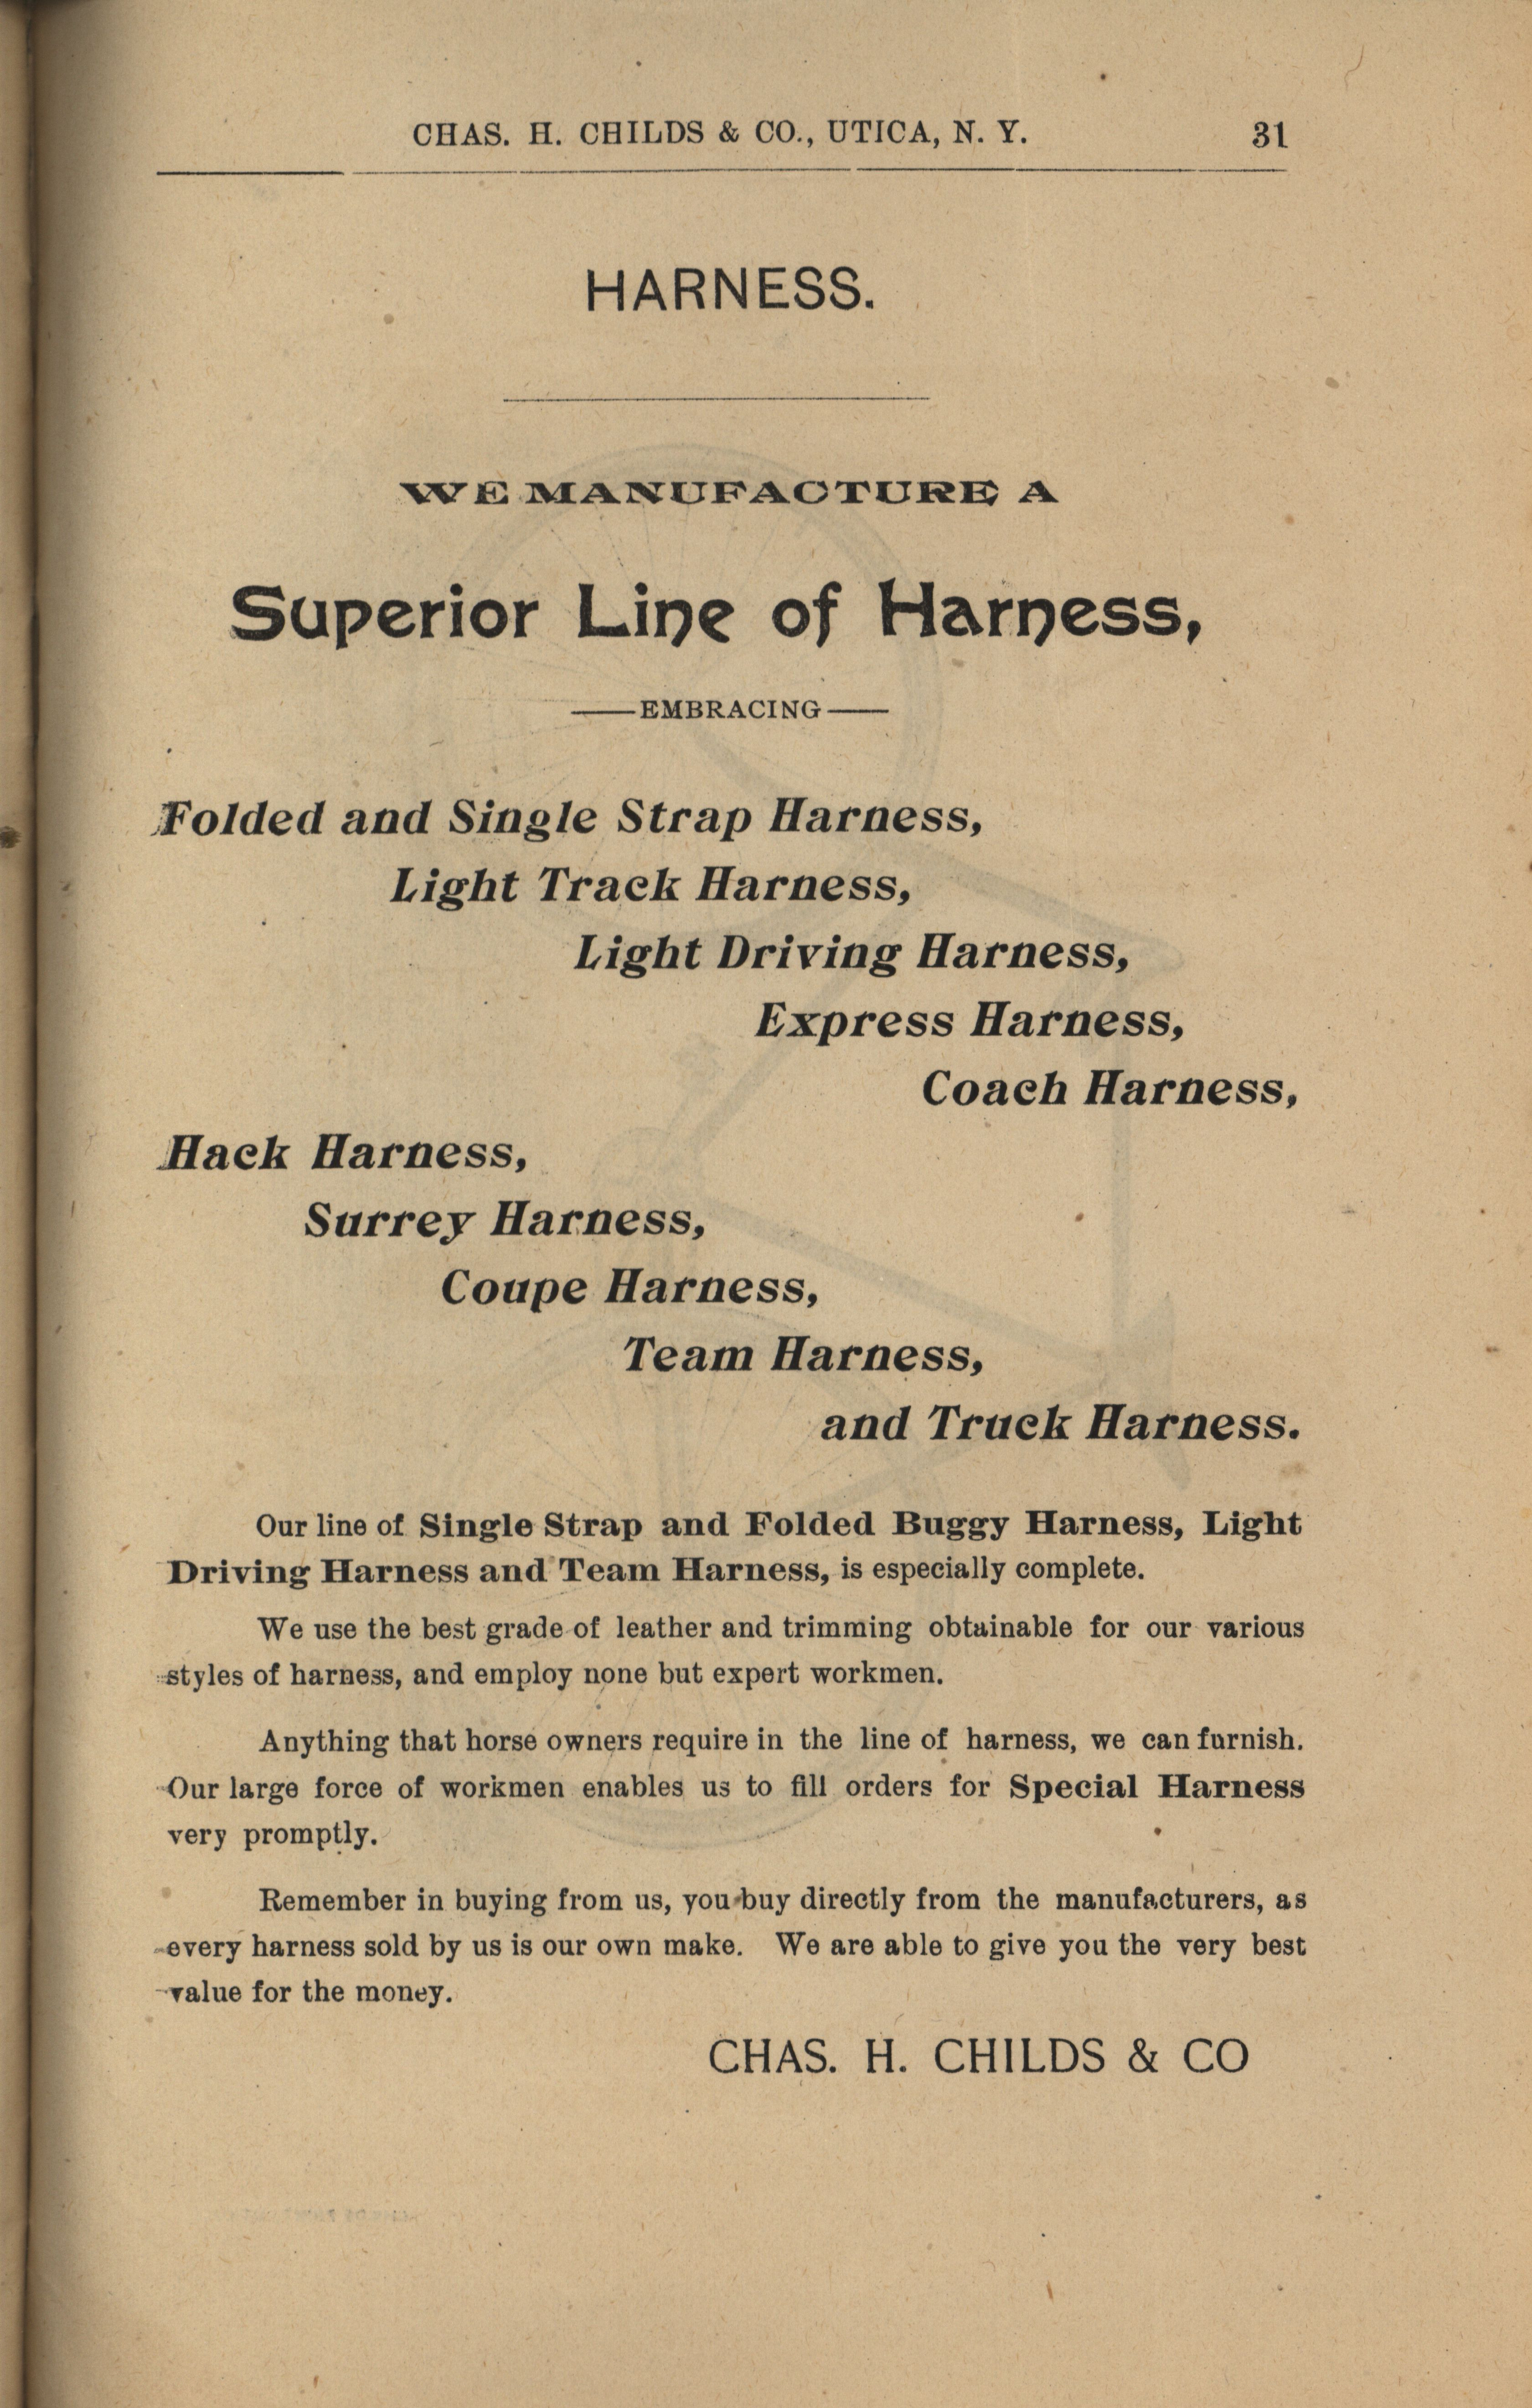 CHAS. H. CHILDS & CO., UTICA, N. Y. 31
HARNESS.
WE MANUFACTURE A
Superior Line of Harness,
—EMBRACING—
Folded and Single Strap Harness,
Light Track Harness,
Light Driving Harness,
Express Harness,
Coach Harness,
Hack Harness,
Surrey Harness,
Coupe Harness,
Team Harness,
and Truck Harness.
Our line of Single Strap and Folded Buggy Harness, Light
Driving Harness and Team Harness, is especially complete.
We use the best grade of leather and trimming obtainable for our various
styles of harness, and employ none but expert workmen.
Anything that horse owners require in the line of harness, we can furnish.
Our large force of workmen enables us to fill orders for Special Harness
very promptly.
Remember in buying from us, you buy directly from the manufacturers, as
every harness sold by us is our own make. We are able to give you the very best
value for the money.
CHAS. H. CHILDS & CO